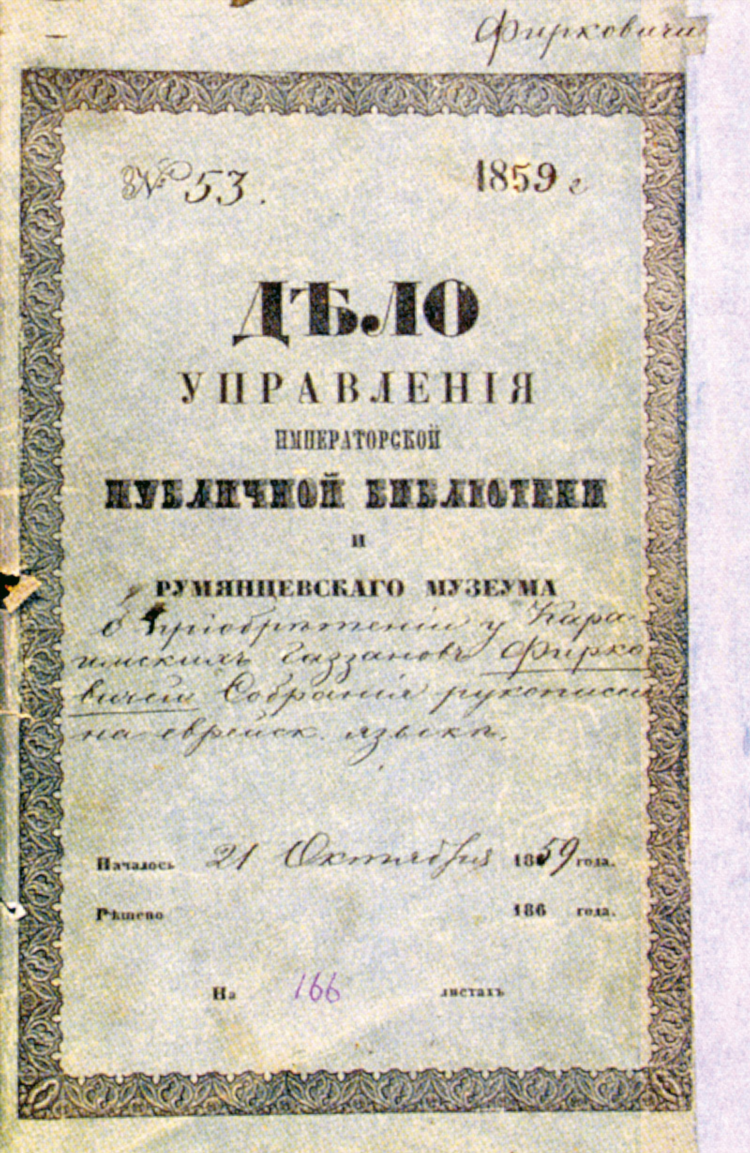 Фирковичи
№ 53.
1859 г
ДѢЛО
УПРАВЛЕНІЯ
ИМПЕРАТОРСКОЙ
ПУБЛИЧНОЙ БИБЛІОТЕКИ
И
РУМЯНЦЕВСКАГО МУЗЕУМА
О пріобрѣтеніи у Кара-
имскихъ Газзановъ Фирко
вичей Собранія рукописей
на еврейск. языкѣ.
Началось 21 Октября 1859 года.
Рѣшено 186 года.
На 166 листахъ